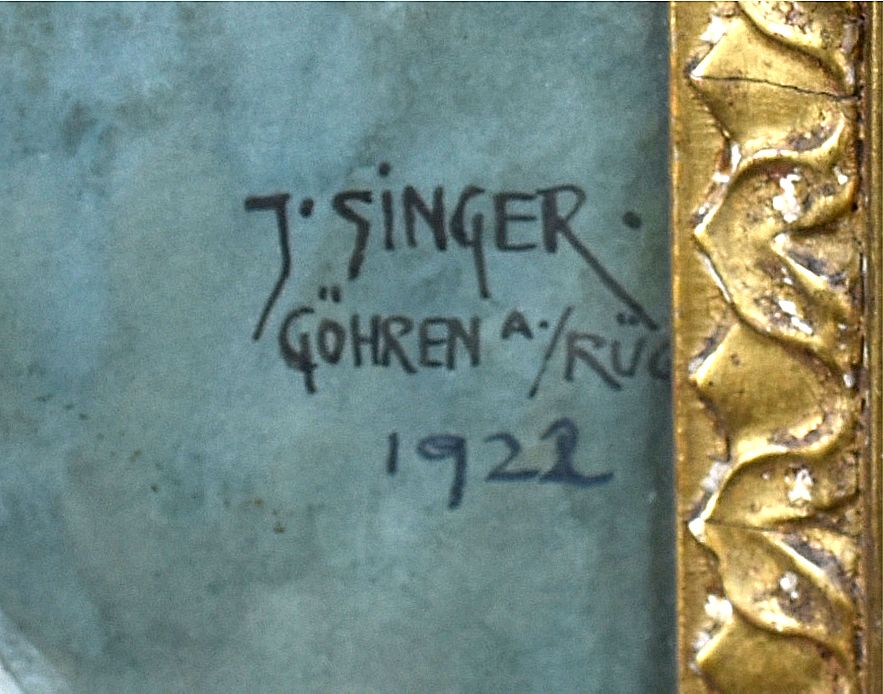 J. SINGER.
GÖHREN A./RÜG
1922